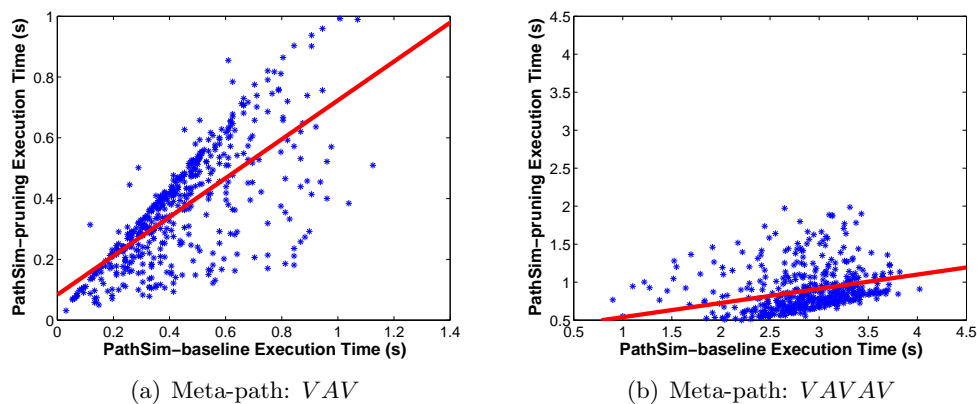 PathSim−pruning Execution Time (s)
1
0.8
0.6
0.4
0.2
0
0 0.2 0.4 0.6 0.8 1 1.2 1.4
PathSim−baseline Execution Time (s)
(a) Meta-path: VAV
PathSim−pruning Execution Time (s)
4.5
4
3.5
3
2.5
2
1.5
1
0.5
0.5 1 1.5 2 2.5 3 3.5 4 4.5
PathSim−baseline Execution Time (s)
(b) Meta-path: VAVAV